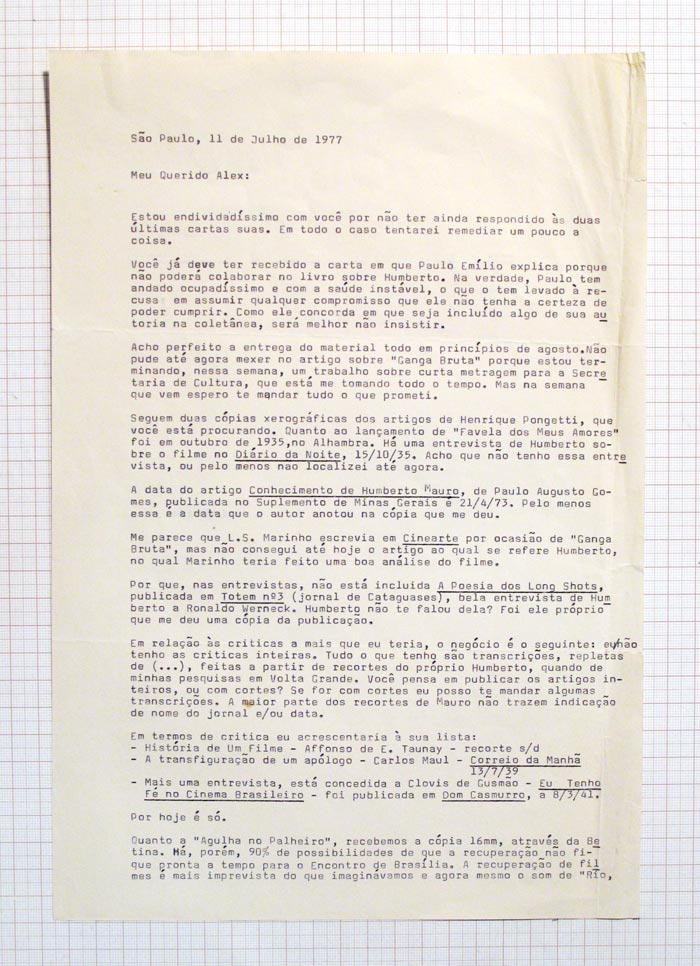 São Paulo, 11 de Julho de 1977
Meu Querido Alex:
Estou endividadíssimo com você por não ter ainda respondido às duas
últimas cartas suas. Em todo o caso tentarei remediar um pouco a
coisa.
Você já deve ter recebido a carta em que Paulo Emílio explica porque
não poderá colaborar no livro sobre Humberto. Na verdade, Paulo tem
andado ocupadíssimo e com a saúde instável, o que o tem levado à re-
cusa em assumir qualquer compromisso que ele não tenha a certeza de
poder cumprir. Como ele concorda em que seja incluído algo de sua au
toria na coletânea, será melhor não insistir.
Acho perfeito a entrega do material todo em princípios de agosto.Não
pude até agora mexer no artigo sobre "Ganga Bruta" porque estou ter-
minando, nessa semana, um trabalho sobre curta metragem para a Secre
taria de Cultura, que está me tomando todo o tempo. Mas na semana
que vem espero te mandar tudo o que prometi.
Seguem duas cópias xerográficas dos artigos de Henrique Pongetti, que
você está procurando. Quanto ao lançamento de "Favela dos Meus Amores"
foi em outubro de 1935,no Alhambra. Há uma entrevista de Humberto so-
bre o filme no Diário da Noite, 15/10/35. Acho que não tenho essa entre
vista, ou pelo menos nao localizei até agora.
A data do artigo Conhecimento de Humberto Mauro, de Paulo Augusto Go-
mes, publicada no Suplemento de Minas Gerais é 21/4/73. Pelo menos
essa é a data que o autor anotou na cópia que me deu.
Me parece que L.S. Marinho escrevia em Cinearte por ocasião de "Ganga
Bruta", mas não consegui até hoje o artigo ao qual se refere Humberto,
no qual Marinho teria feito uma boa análise do filme.
Por que, nas entrevistas, não está incluida A Poesia dos Long Shots,
publicada em Totem nº3 (jornal de Cataguases), bela entrevista de Hum
berto a Ronaldo Werneck. Humberto não te falou dela? Foi ele próprio
que me deu uma cópia da publicação.
Em relação às criticas a mais que eu teria, o negócio é o seguinte: eu/não
tenho as criticas inteiras. Tudo o que tenho são transcrições, repletas
de (...), feitas a partir de recortes do próprio Humberto, quando de
minhas pesquisas em Volta Grande. Você pensa em publicar os artigos in-
teiros, ou com cortes? Se for com cortes eu posso te mandar algumas
transcrições. A maior parte dos recortes de Mauro não trazem indicação
de nome do jornal e/ou data.
Em termos de critica eu acrescentaria à sua lista:
- História de Um Filme - Affonso de E. Taunay - recorte s/d
- A transfiguração de um apólogo - Carlos Maul - Correio da Manhã
13/7/39
- Mais uma entrevista, está concedida a Clovis de Gusmão - Eu Tenho
Fé no Cinema Brasileiro - foi publicada em Dom Casmurro, a 8/3/41.
Por hoje é só.
Quanto a "Agulha no Palheiro", recebemos a cópia 16mm, através da Be
tina. Há, porém, 90% de possibilidades de que a recuperação não fi-
que pronta a tempo para o Encontro de Brasília. A recuperação de fil
mes é mais imprevista do que imaginávamos e agora mesmo o som de "Rio,